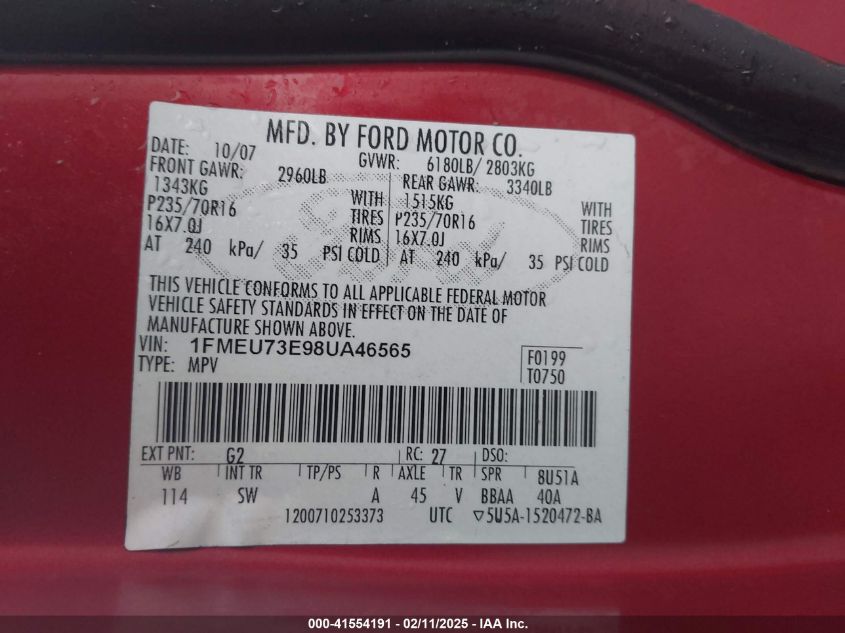 MFD. BY FORD MOTOR CO.
DATE: 10/07 GVWR: 6180LB/ 2803KG
FRONT GAWR: 2960LB REAR GAWR: 3340LB
1343KG WITH 1515KG WITH
P235/70R16 TIRES P235/70R16 TIRES
16X7.0J RIMS 16X7.0J RIMS
AT 240 kPa/ 35 PSI COLD AT 240 kPa/ 35 PSI COLD
THIS VEHICLE CONFORMS TO ALL APPLICABLE FEDERAL MOTOR
VEHICLE SAFETY STANDARDS IN EFFECT ON THE DATE OF
MANUFACTURE SHOWN ABOVE.
VIN: 1FMEU73E98UA46565 F0199
TYPE: MPV T0750
EXT PNT: G2 RC: 27 DSO:
WB INT TR TP/PS R AXLE TR SPR 8U51A
114 SW A 45 V BBAA 40A
1200710253373 UTC ▽5U5A-1520472-BA
000-41554191 - 02/11/2025 - IAA Inc.